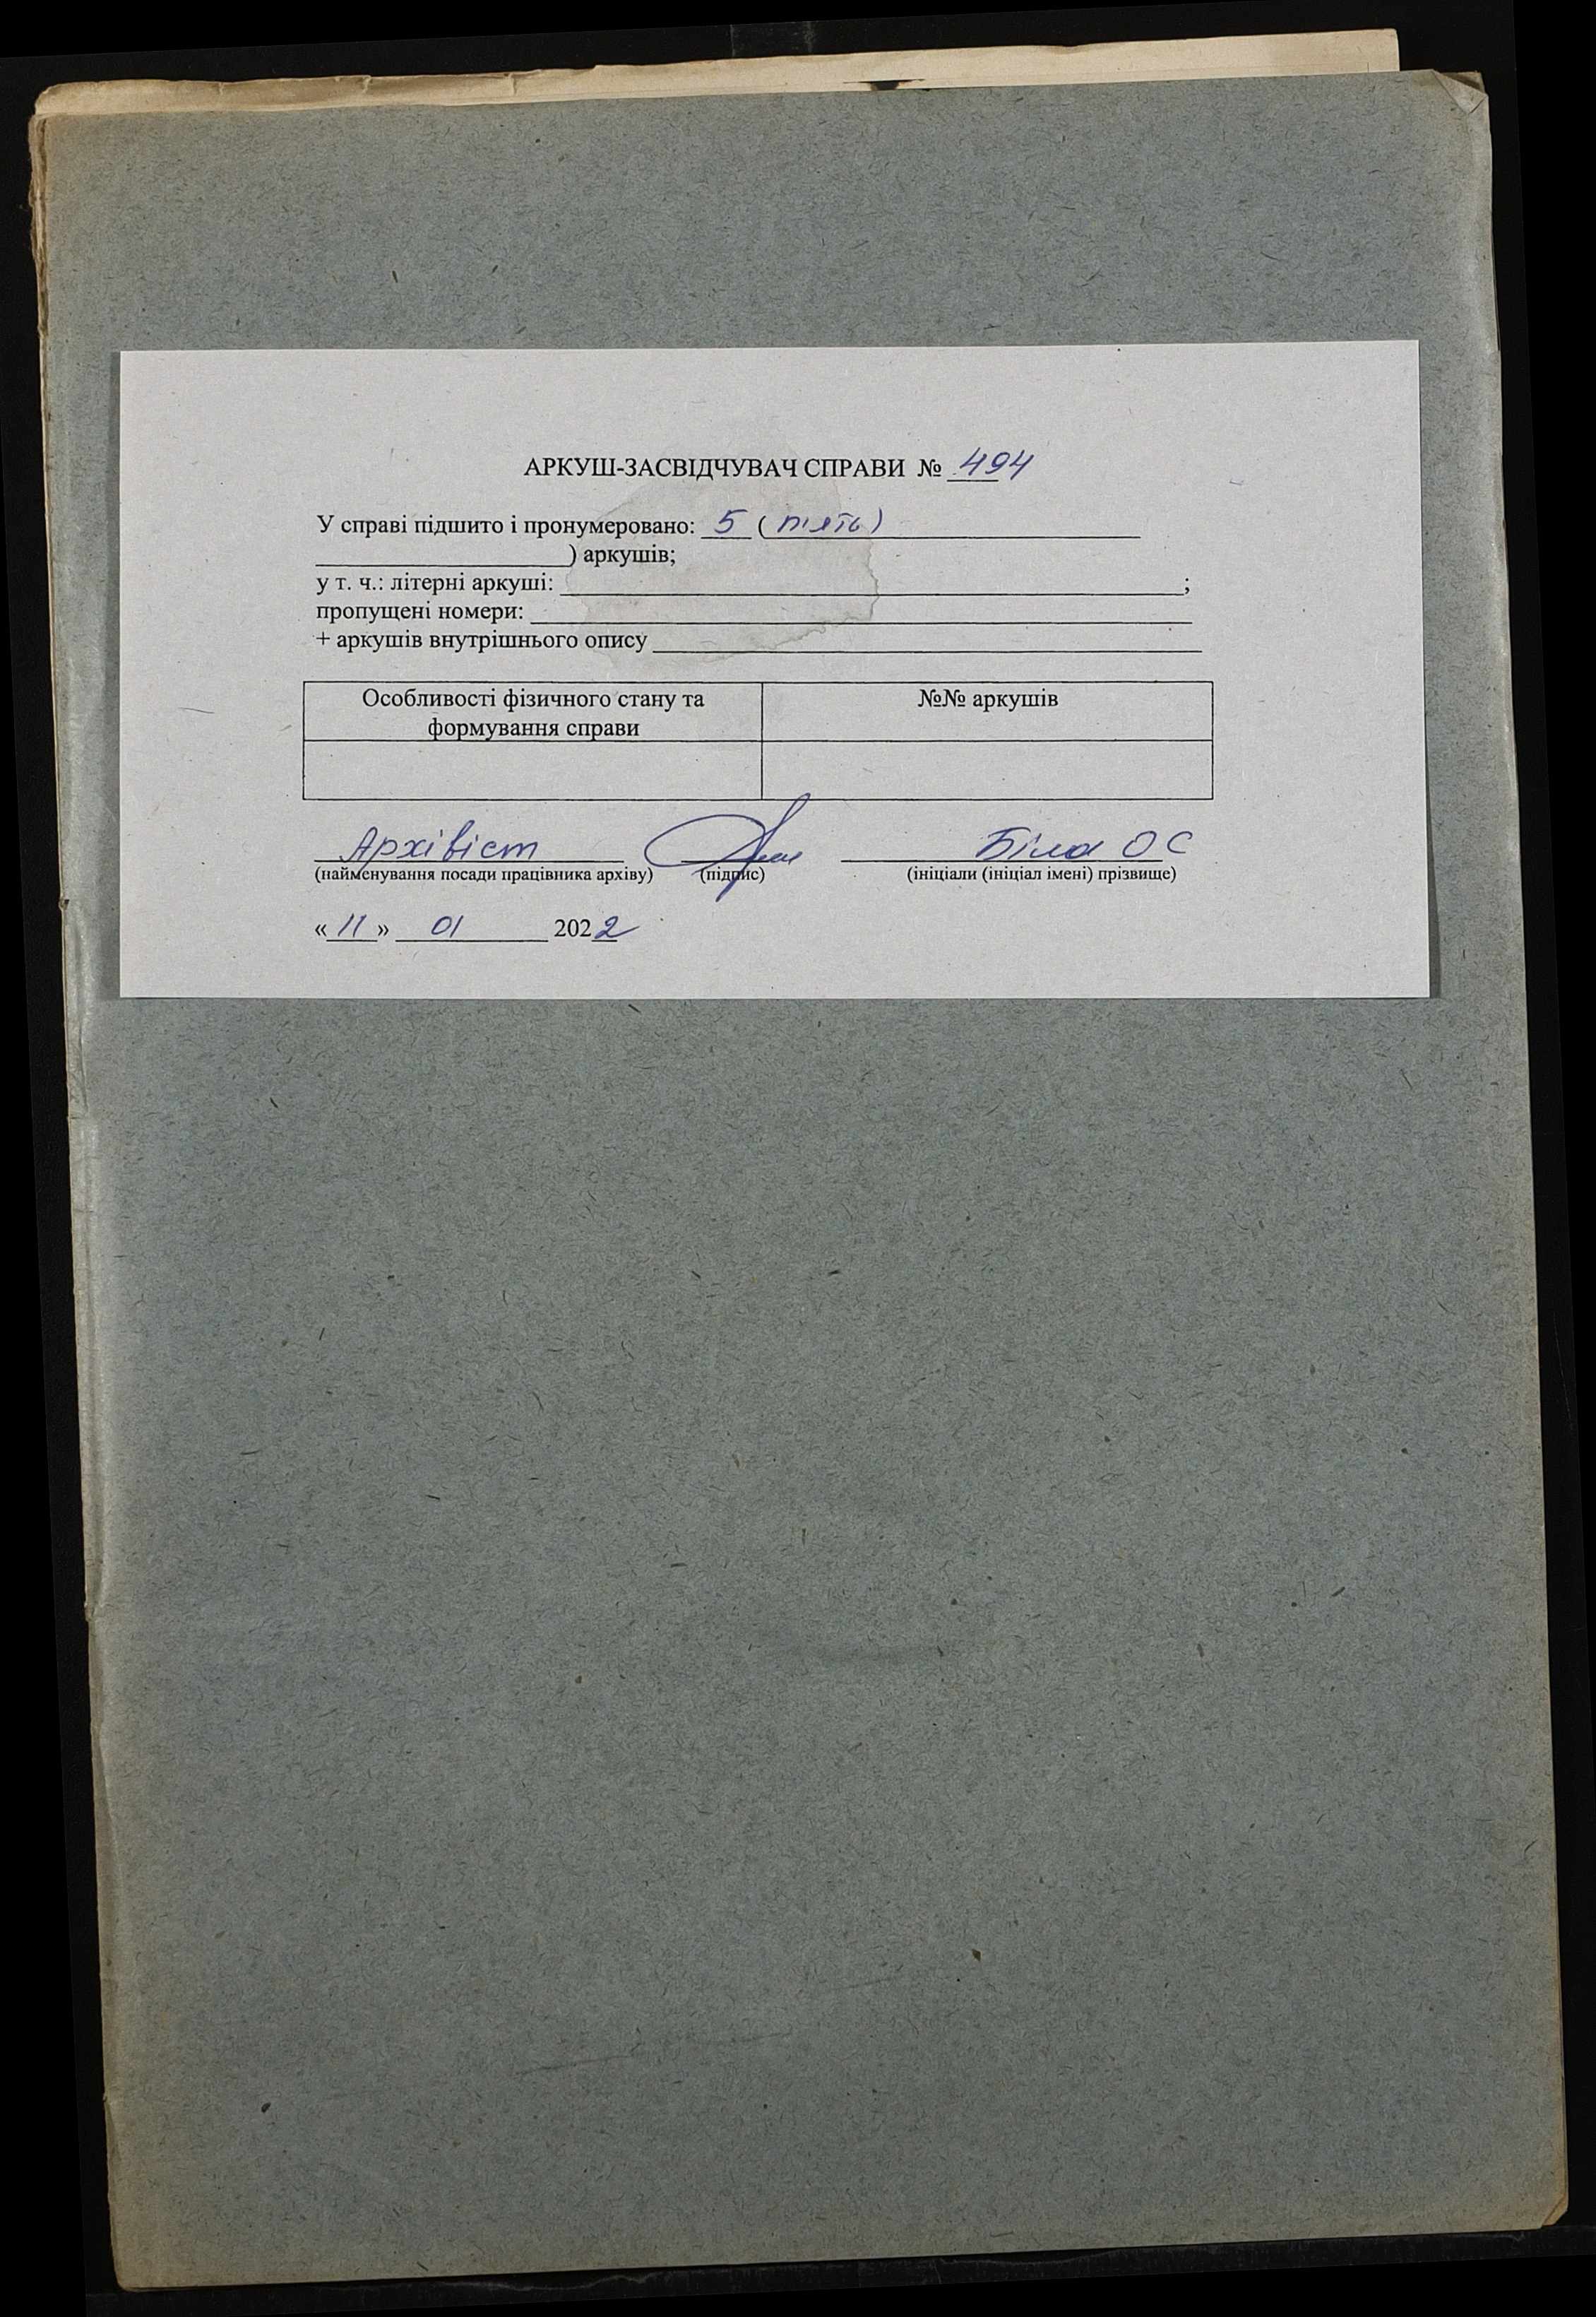 АРКУШ-ЗАСВІДЧУВАЧ СПРАВИ № 494
У справі підшито і пронумеровано: 5 (п'ять)
) аркушів;
у т. ч.: літерні аркуші: ;
пропущені номери:
+ аркушів внутрішнього опису
Особливості фізичного стану та формування справи
№№ аркушів
Архівіст Біла О С
(найменування посади працівника архіву) (підпис) (ініціали (ініціал імені) прізвище)
«11» 01 2022